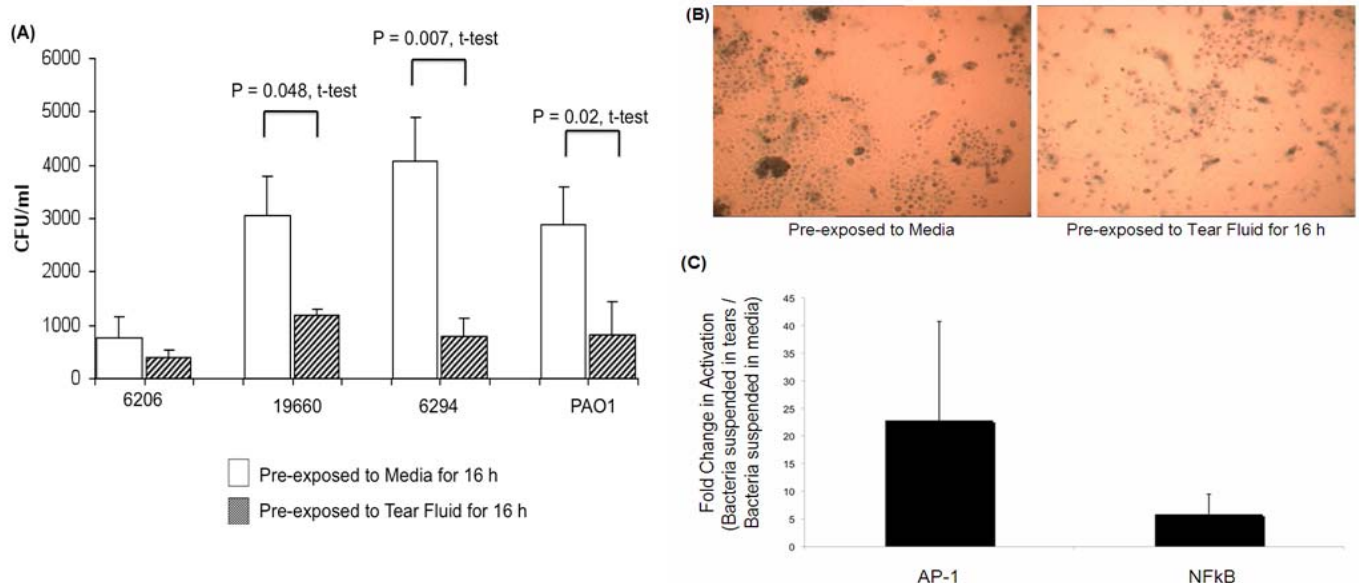 (A)
P = 0.007, t-test
P = 0.048, t-test
P = 0.02, t-test
CFU/ml
6000
5000
4000
3000
2000
1000
0
6206 19660 6294 PAO1
Pre-exposed to Media for 16 h
Pre-exposed to Tear Fluid for 16 h
(B)
Pre-exposed to Media
Pre-exposed to Tear Fluid for 16 h
(C)
Fold Change in Activation
(Bacteria suspended in tears /
Bacteria suspended in media)
45
40
35
30
25
20
15
10
5
0
AP-1 NFkB